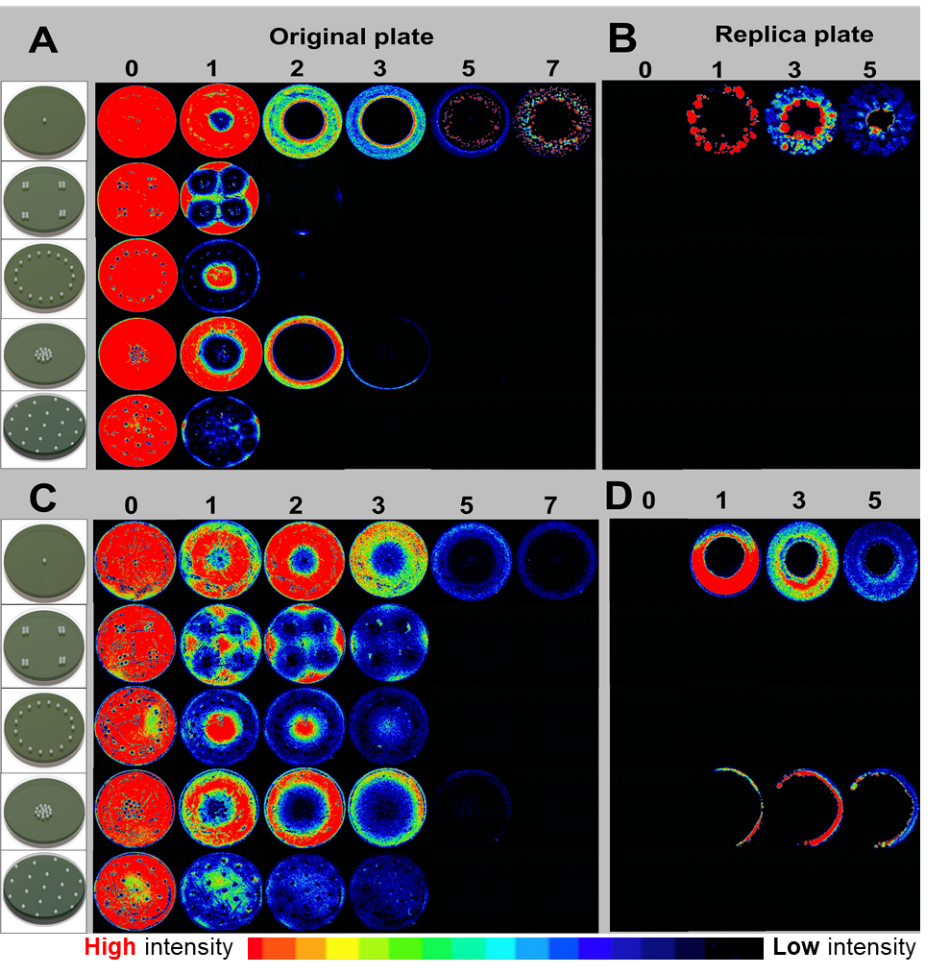 A
Original plate
0 1 2 3 5 7
B
Replica plate
0 1 3 5
C
0 1 2 3 5 7
D
0 1 3 5
High intensity
Low intensity